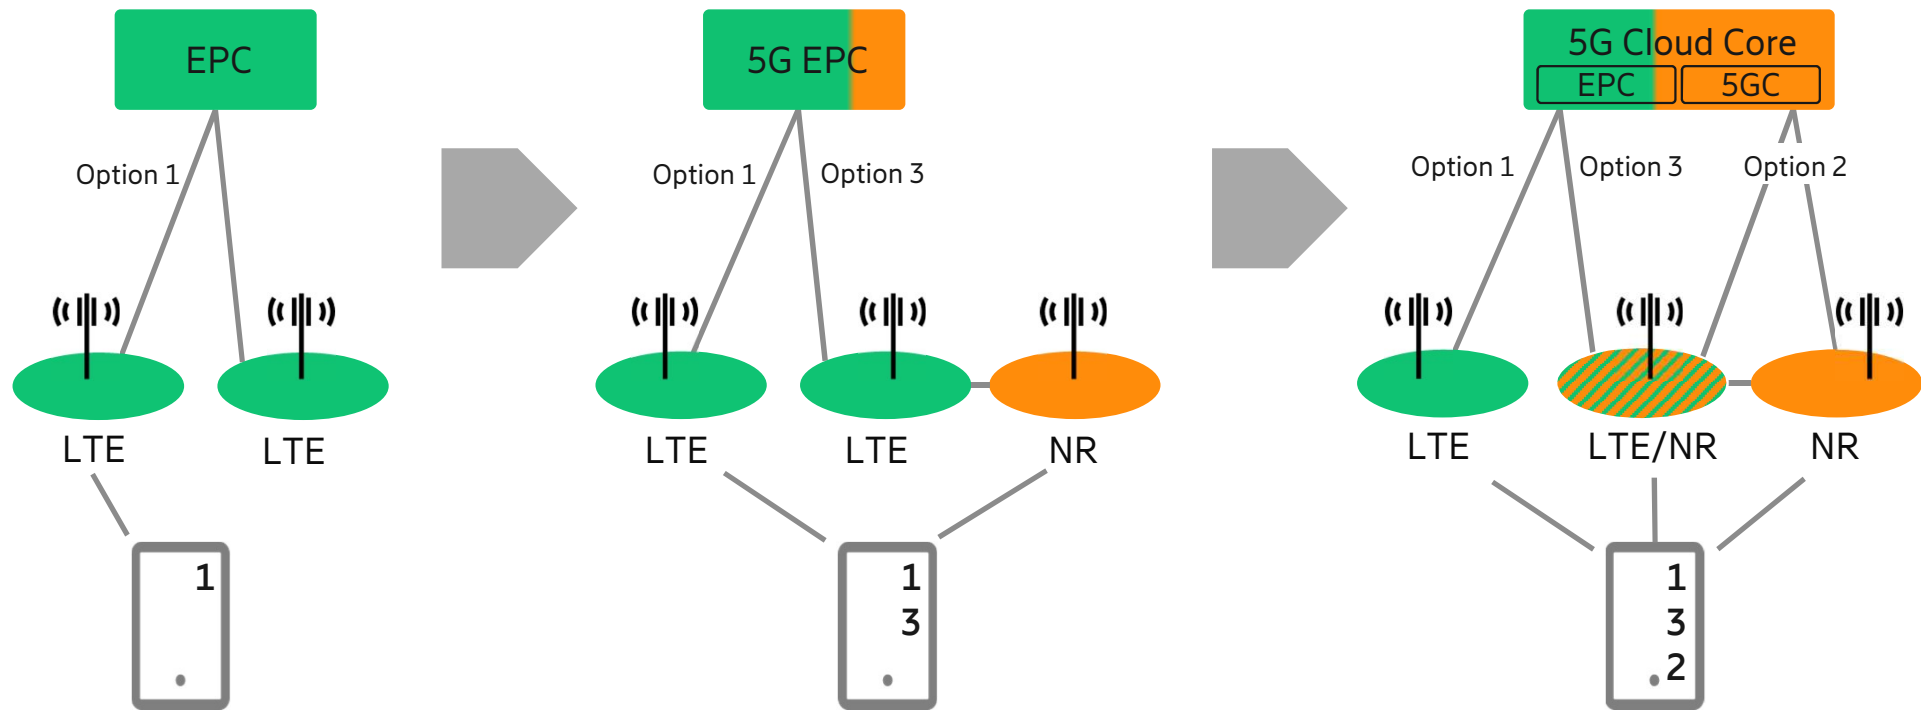 EPC
Option 1
LTE
LTE
1
5G EPC
Option 1
Option 3
LTE
LTE
NR
1
3
5G Cloud Core
EPC
5GC
Option 1
Option 3
Option 2
LTE
LTE/NR
NR
1
3
2